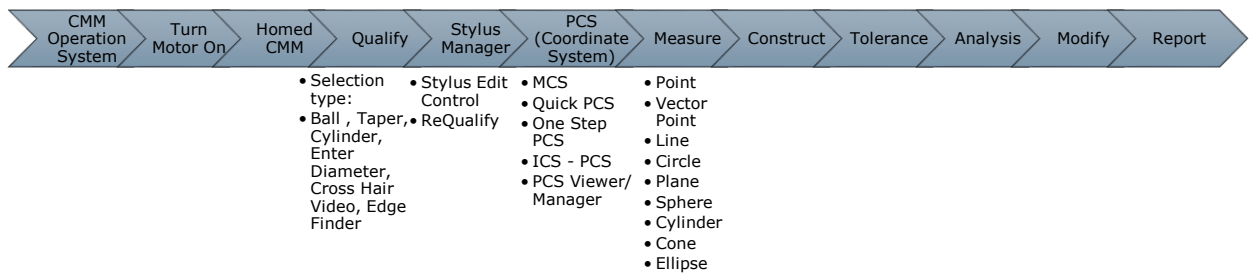 CMM
Operation
System
Turn
Motor On
Homed
CMM
Qualify
Stylus
Manager
PCS
(Coordinate
System)
Measure
Construct
Tolerance
Analysis
Modify
Report
• Selection
type:
• Ball , Taper,
Cylinder,
Enter
Diameter,
Cross Hair
Video, Edge
Finder
• Stylus Edit
Control
• ReQualify
• MCS
• Quick PCS
• One Step
PCS
• ICS - PCS
• PCS Viewer/
Manager
• Point
• Vector
Point
• Line
• Circle
• Plane
• Sphere
• Cylinder
• Cone
• Ellipse